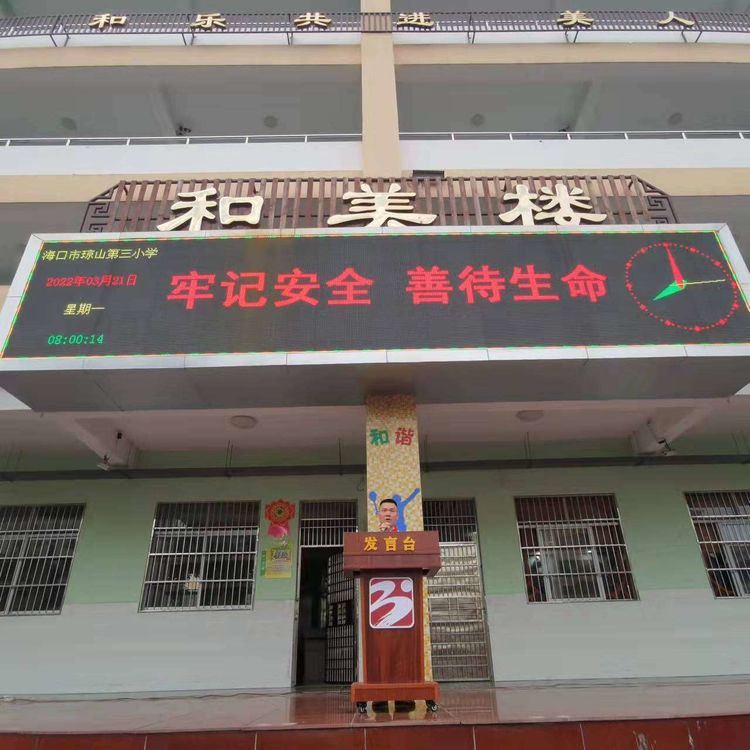 和乐共进 美人
和美楼
海口市琼山第三小学
2022年03月21日
星期一
08:00:14
牢记安全 善待生命
和谐
发言台